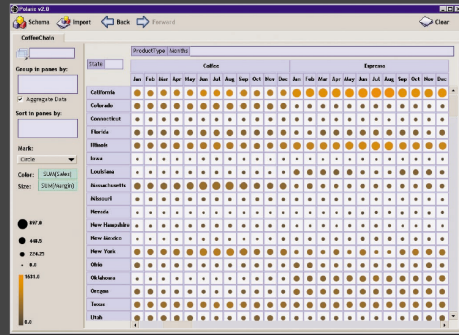 Polaris v2.0
Schema Import Back Forward Clear
CoffeeChain
ProductType Months
State
Group in panes by:
Aggregate Data
Sort in panes by:
Mark:
Circle
Color: SUM(Sales)
Size: SUM(Margin)
897.0
448.5
224.25
0.0
1631.0
0.0
Coffee Espresso
Jan Feb Mar Apr May Jun Jul Aug Sep Oct Nov Dec Jan Feb Mar Apr May Jun Jul Aug Sep Oct Nov Dec
California
Colorado
Connecticut
Florida
Illinois
Iowa
Louisiana
Massachusetts
Missouri
Nevada
New Hampshire
New Mexico
New York
Ohio
Oklahoma
Oregon
Texas
Utah